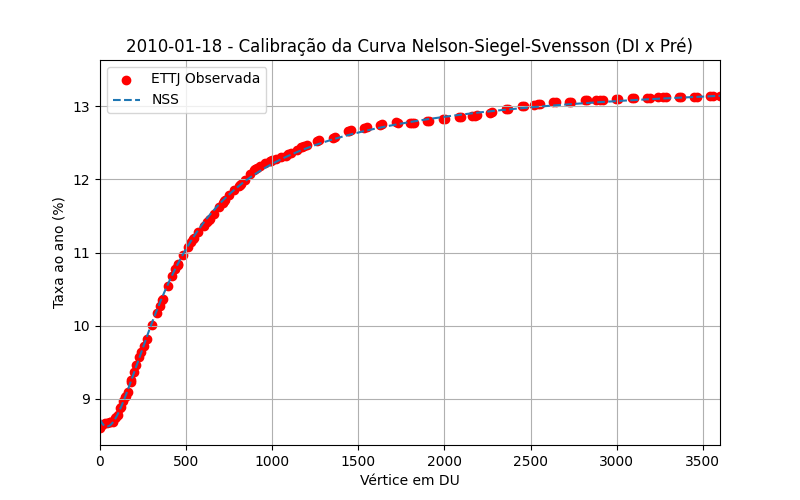 2010-01-18 - Calibração da Curva Nelson-Siegel-Svensson (DI x Pré)
ETTJ Observada
NSS
Taxa ao ano (%)
13
12
11
10
9
0 500 1000 1500 2000 2500 3000 3500
Vértice em DU